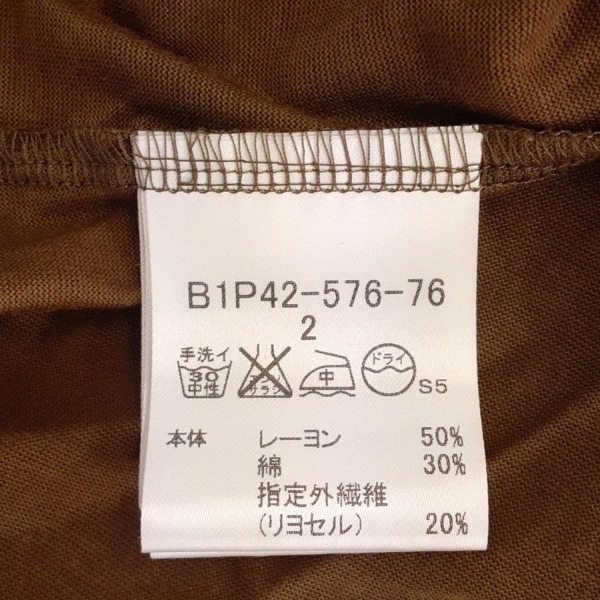 B1P42-576-76
2
手洗イ
30
中性
エンソ
サラシ
中
ドライ
S5
本体 レーヨン 50%
綿 30%
指定外繊維
(リヨセル) 20%